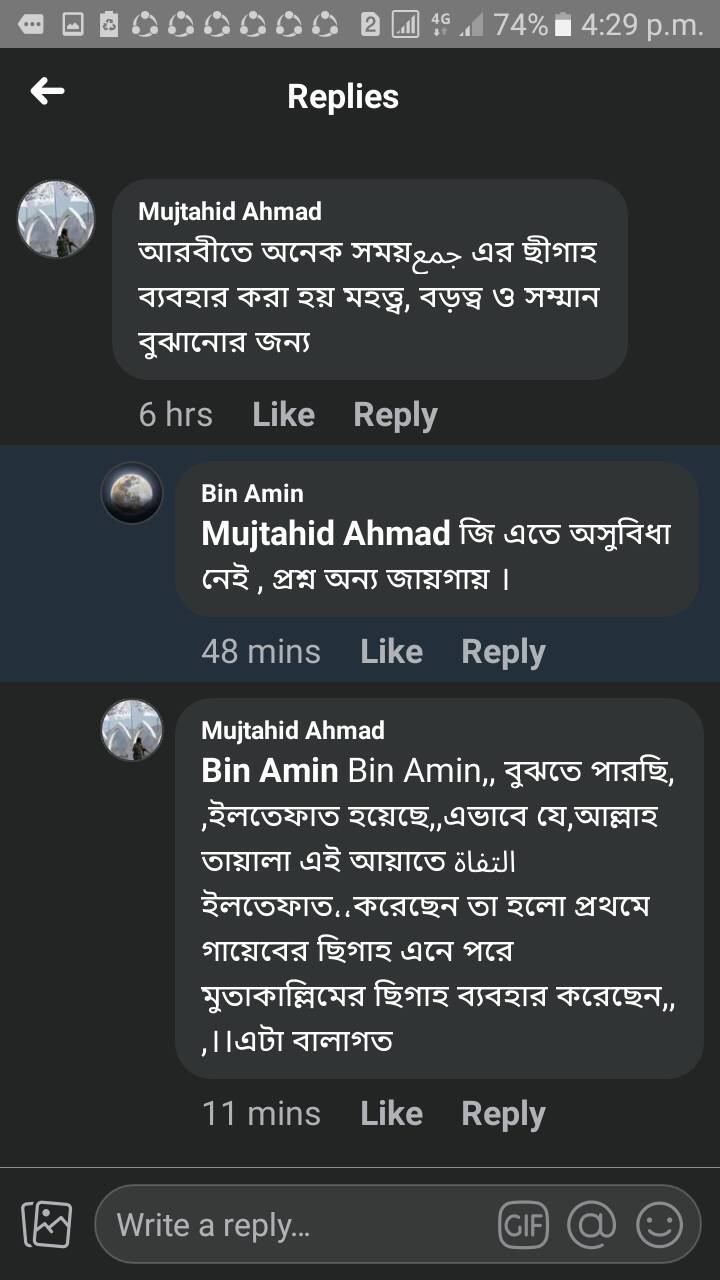 2 4G 74% 4:29 p.m.
Replies
Mujtahid Ahmad
আরবীতে অনেক সময়جمع এর ছীগাহ
ব্যবহার করা হয় মহত্ত্ব, বড়ত্ব ও সম্মান
বুঝানোর জন্য
6 hrs Like Reply
Bin Amin
Mujtahid Ahmad জি এতে অসুবিধা
নেই , প্রশ্ন অন্য জায়গায় ।
48 mins Like Reply
Mujtahid Ahmad
Bin Amin Bin Amin,, বুঝতে পারছি,
,ইলতেফাত হয়েছে,,এভাবে যে,আল্লাহ
তায়ালা এই আয়াতে التفاة
ইলতেফাত،،করেছেন তা হলো প্রথমে
গায়েবের ছিগাহ এনে পরে
মুতাকাল্লিমের ছিগাহ ব্যবহার করেছেন,,
,।।এটা বালাগত
11 mins Like Reply
Write a reply... GIF @